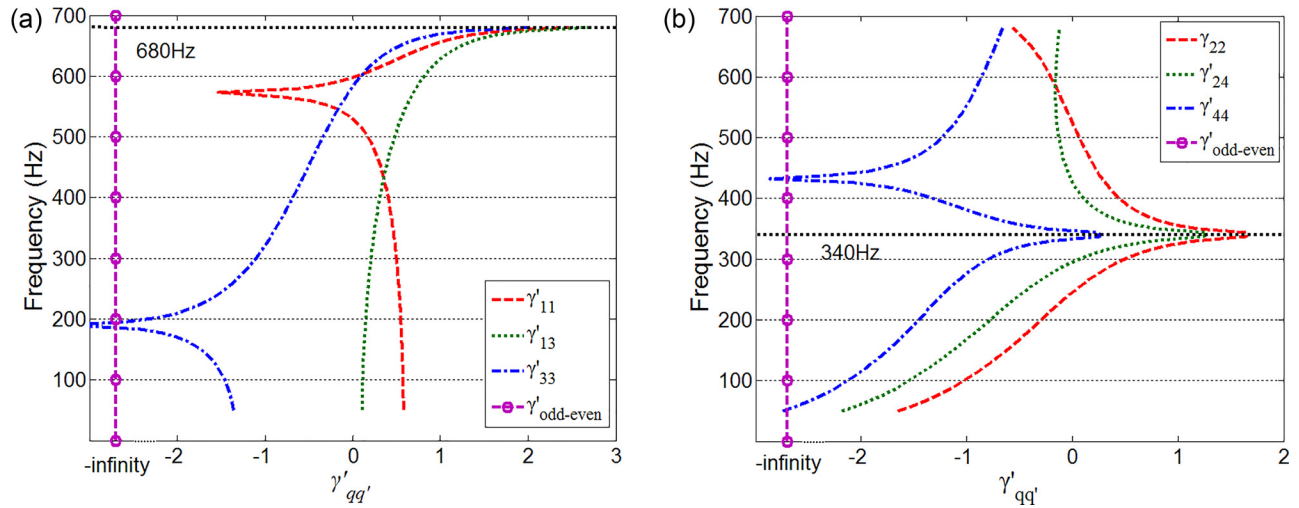 (a)
700
600
500
400
300
200
100
Frequency (Hz)
680Hz
γ'11
γ'13
γ'33
γ'odd-even
-infinity -2 -1 0 1 2 3
γ'qq'
(b)
700
600
500
400
300
200
100
Frequency (Hz)
340Hz
γ22
γ'24
γ'44
γ'odd-even
-infinity -2 -1 0 1 2
γ'qq'